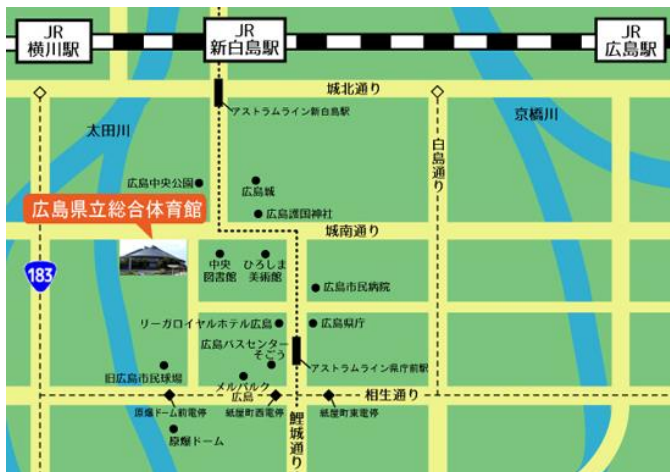 JR
横川駅
JR
新白島駅
JR
広島駅
城北通り
アストラムライン新白島駅
太田川
京橋川
白島通り
広島中央公園
広島城
広島県立総合体育館
広島護国神社
城南通り
中央
図書館
ひろしま
美術館
183
広島市民病院
リーガロイヤルホテル広島
広島県庁
広島バスセンター
そごう
アストラムライン県庁前駅
旧広島市民球場
メルパルク
広島
相生通り
原爆ドーム前電停
紙屋町西電停
紙屋町東電停
鯉城通り
原爆ドーム